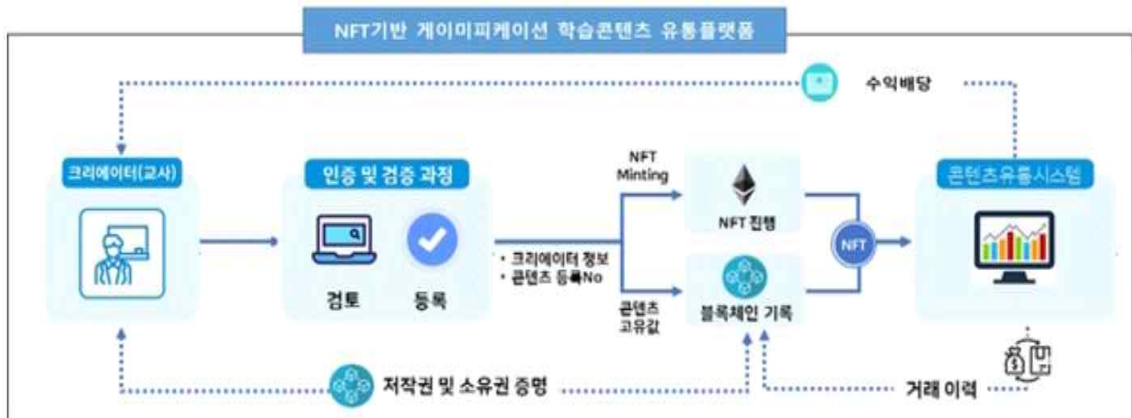 NFT기반 게이미피케이션 학습콘텐츠 유통플랫폼
수익배당
크리에이터(교사)
인증 및 검증 과정
검토
등록
• 크리에이터 정보
• 콘텐츠 등록No
NFT
Minting
NFT 진행
콘텐츠
고유값
블록체인 기록
NFT
콘텐츠유통시스템
저작권 및 소유권 증명
거래 이력